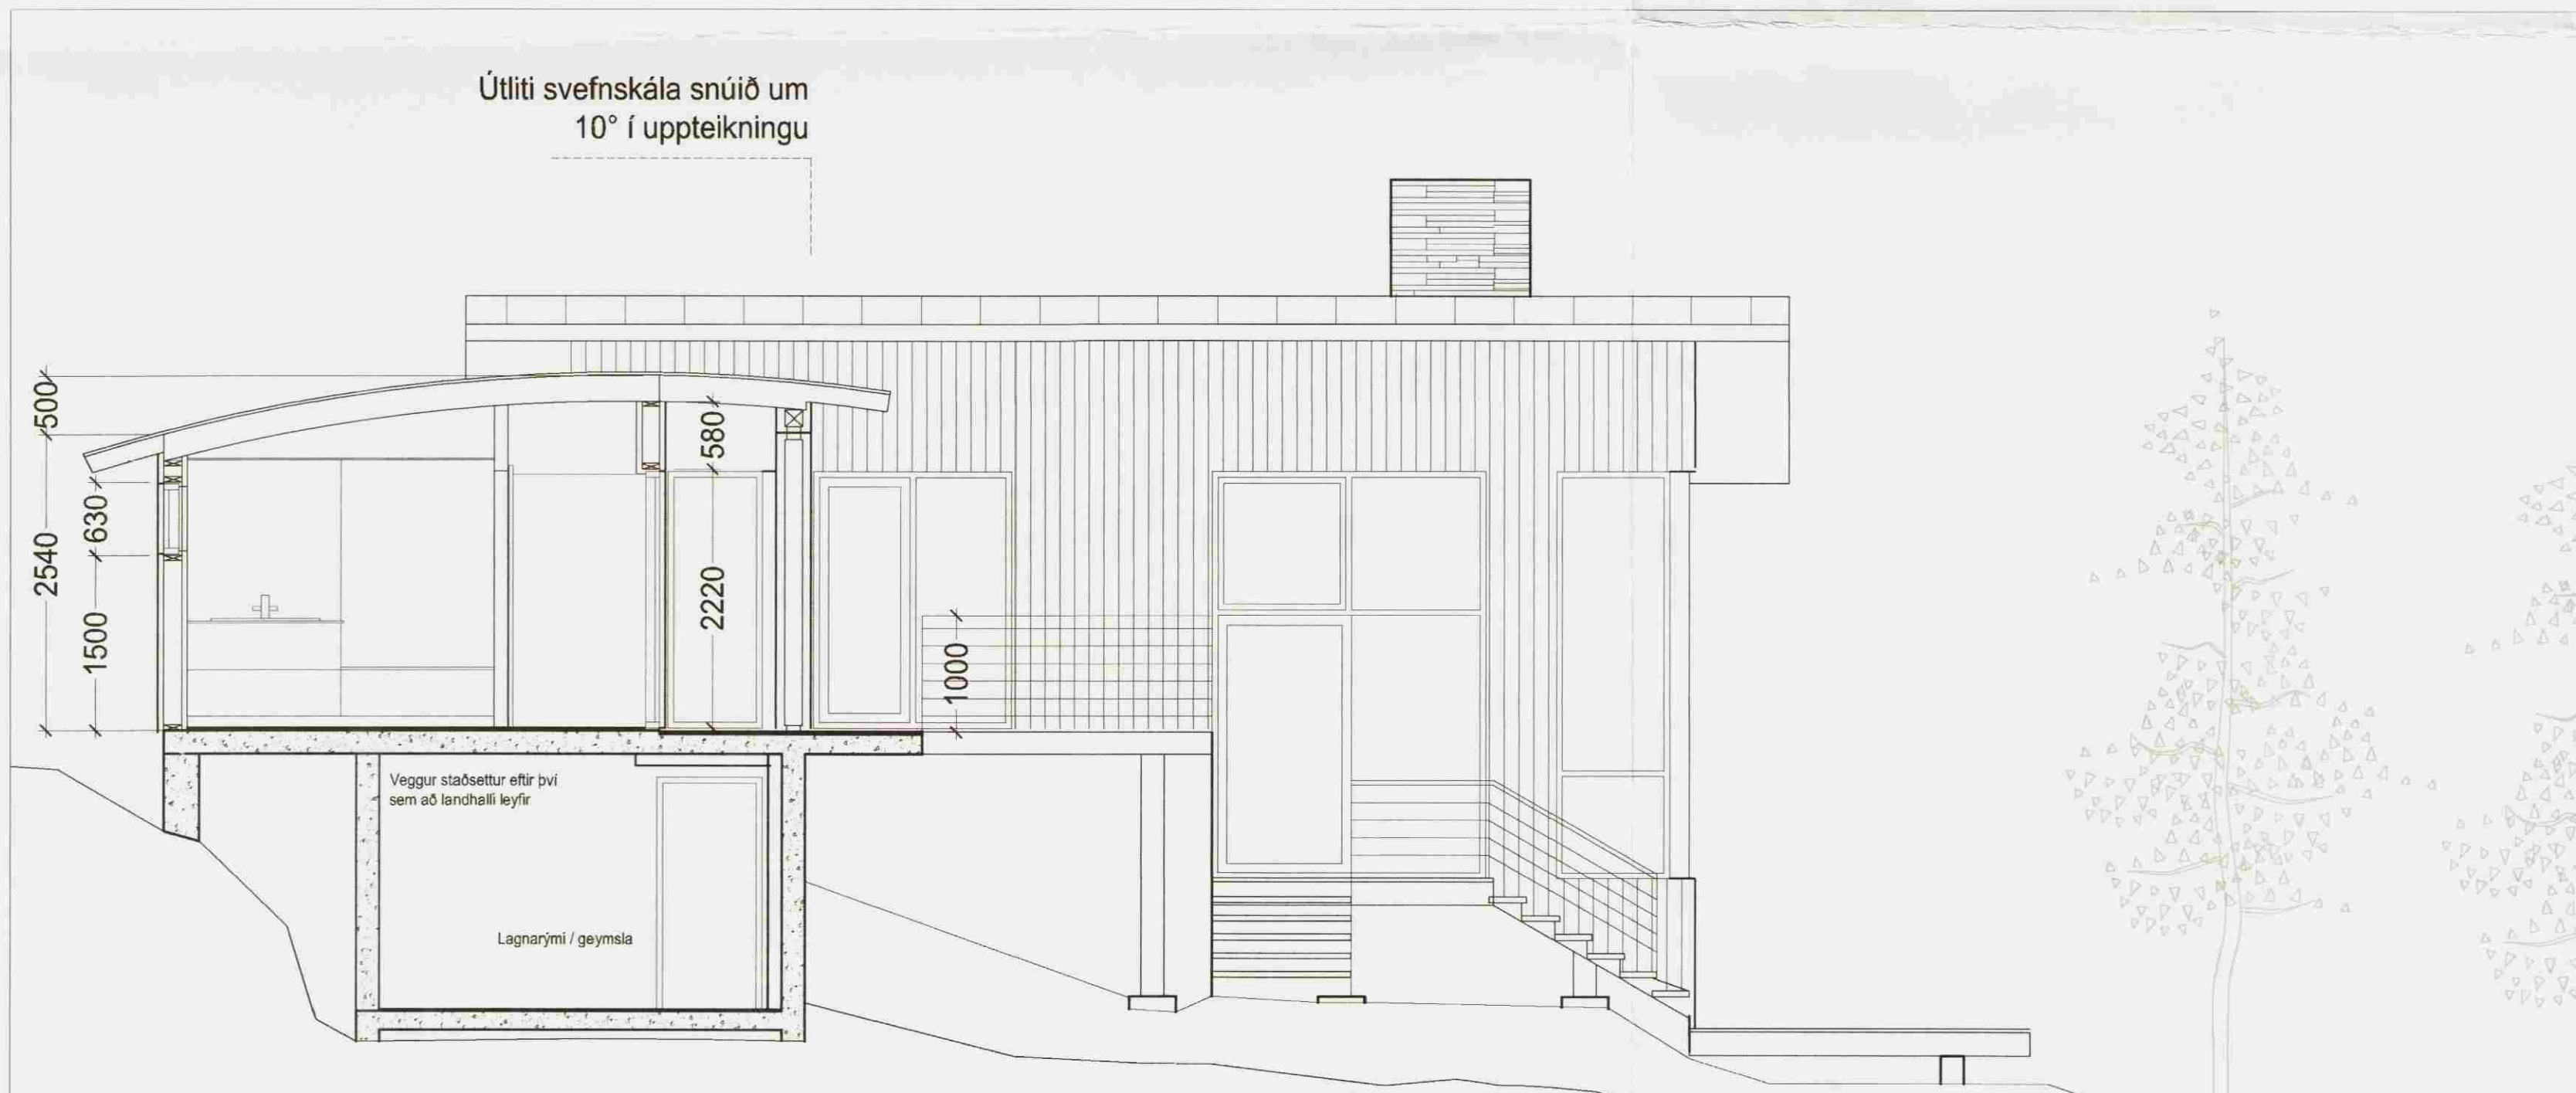 Útliti svefnskála snúið um
10° í uppteikningu
500
580
630
2540
2220
1500
1000
Veggur staðsettur eftir því
sem að landhalli leyfir
Lagnarými / geymsla